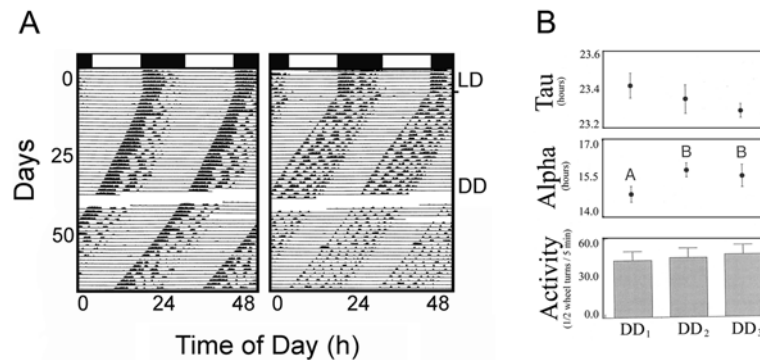 A
0
25
50
Days
LD
DD
0 24 48 0 24 48
Time of Day (h)
B
Tau
(hours)
23.6
23.4
23.2
Alpha
(hours)
17.0
15.5
14.0
A B B
Activity
(1/2 wheel turns / 5 min)
60.0
30.0
0.0
DD₁ DD₂ DD₃